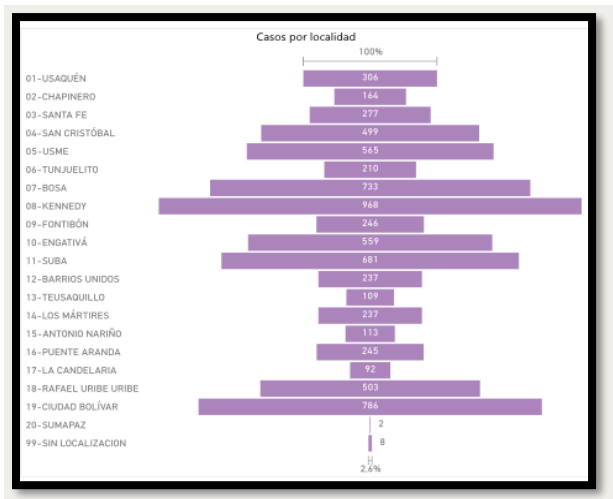 Casos por localidad
100%
01-USAQUÉN 306
02-CHAPINERO 164
03-SANTA FE 277
04-SAN CRISTÓBAL 499
05-USME 565
06-TUNJUELITO 210
07-BOSA 733
08-KENNEDY 968
09-FONTIBÓN 246
10-ENGATIVÁ 559
11-SUBA 681
12-BARRIOS UNIDOS 237
13-TEUSAQUILLO 109
14-LOS MÁRTIRES 237
15-ANTONIO NARIÑO 113
16-PUENTE ARANDA 245
17-LA CANDELARIA 92
18-RAFAEL URIBE URIBE 503
19-CIUDAD BOLÍVAR 786
20-SUMAPAZ 2
99-SIN LOCALIZACION 8
2,6%